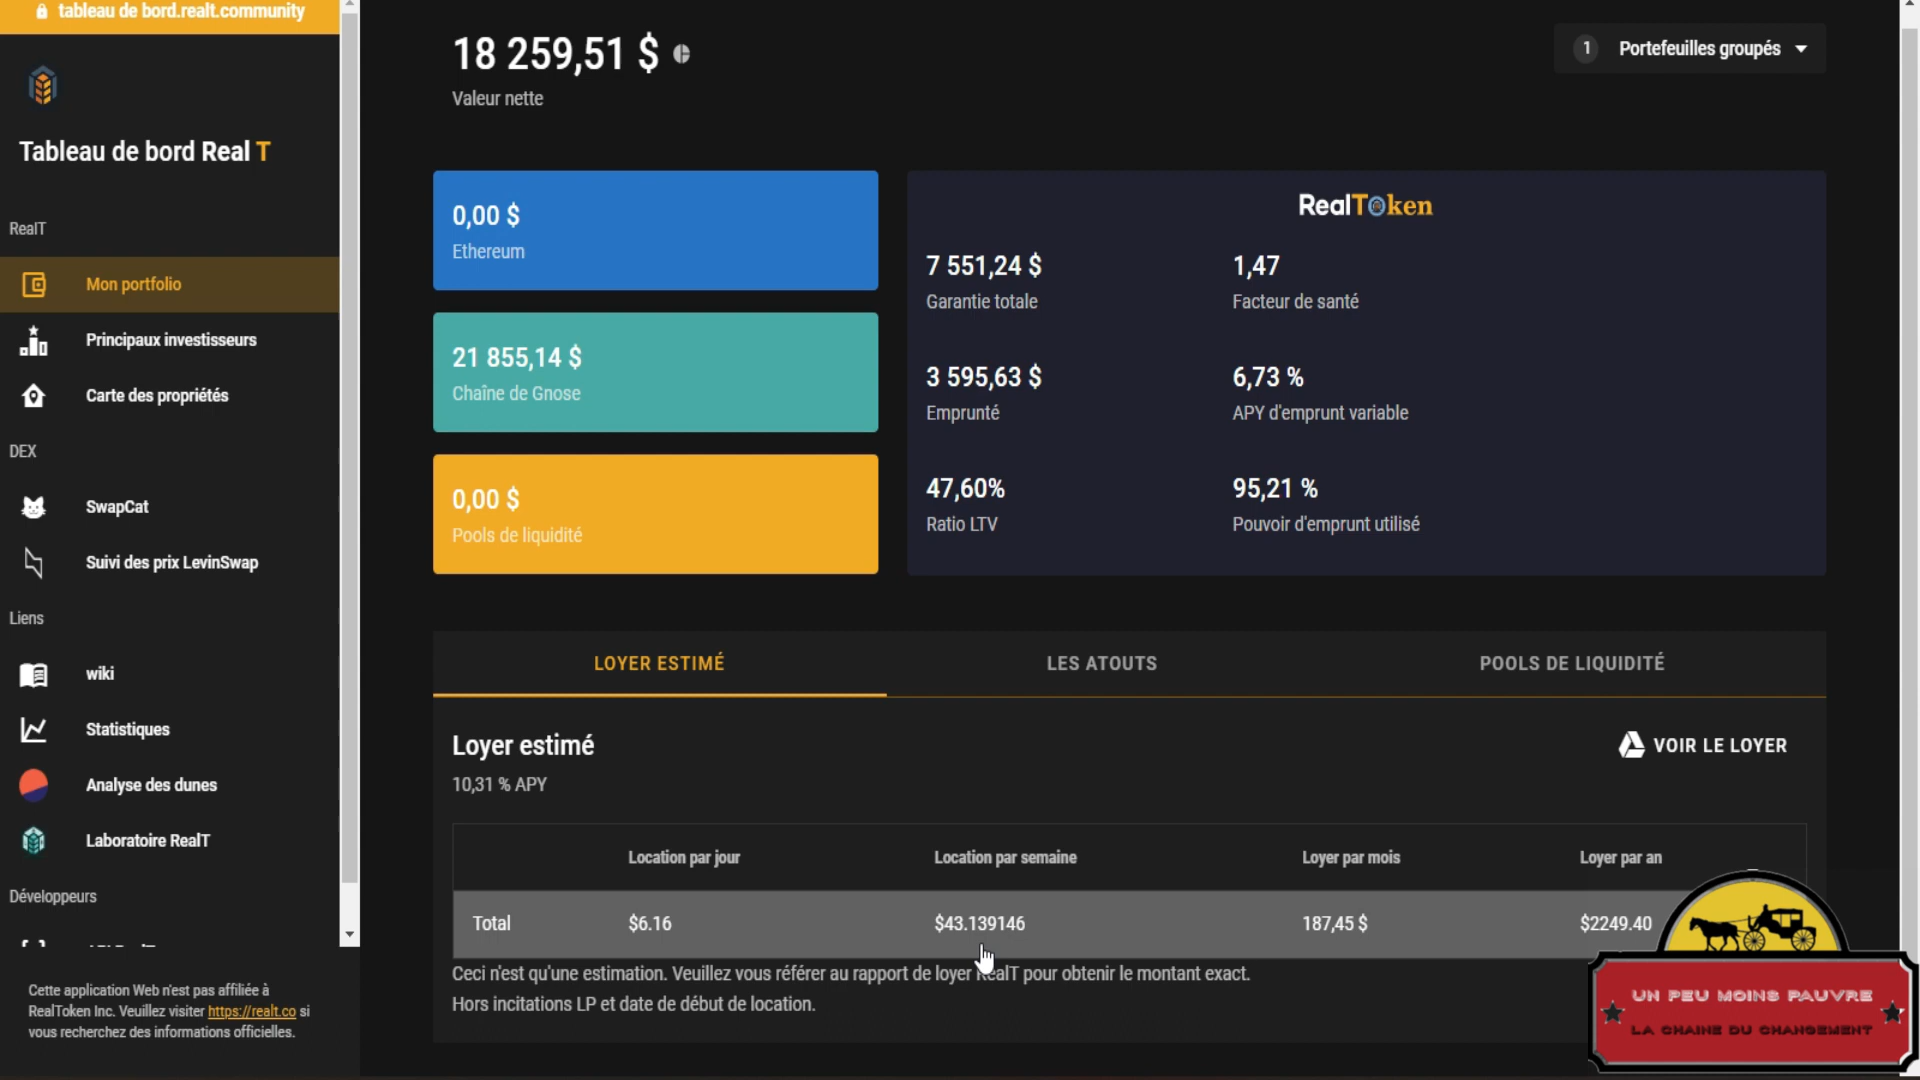 tableau de bord.realt.community
Tableau de bord Real T
RealT
Mon portfolio
Principaux investisseurs
Carte des propriétés
DEX
SwapCat
Suivi des prix LevinSwap
Liens
wiki
Statistiques
Analyse des dunes
Laboratoire RealT
Développeurs
Cette application Web n'est pas affiliée à
RealToken Inc. Veuillez visiter https://realt.co si
vous recherchez des informations officielles.
18 259,51 $
Valeur nette
1 Portefeuilles groupés
0,00 $
Ethereum
21 855,14 $
Chaîne de Gnose
0,00 $
Pools de liquidité
RealToken
7 551,24 $ 1,47
Garantie totale Facteur de santé
3 595,63 $ 6,73 %
Emprunté APY d'emprunt variable
47,60% 95,21 %
Ratio LTV Pouvoir d'emprunt utilisé
LOYER ESTIMÉ LES ATOUTS POOLS DE LIQUIDITÉ
Loyer estimé
VOIR LE LOYER
10,31 % APY
Location par jour Location par semaine Loyer par mois Loyer par an
Total $6.16 $43.139146 187,45 $ $2249.40
Ceci n'est qu'une estimation. Veuillez vous référer au rapport de loyer RealT pour obtenir le montant exact.
Hors incitations LP et date de début de location.
UN PEU MOINS PAUVRE
LA CHAINE DU CHANGEMENT